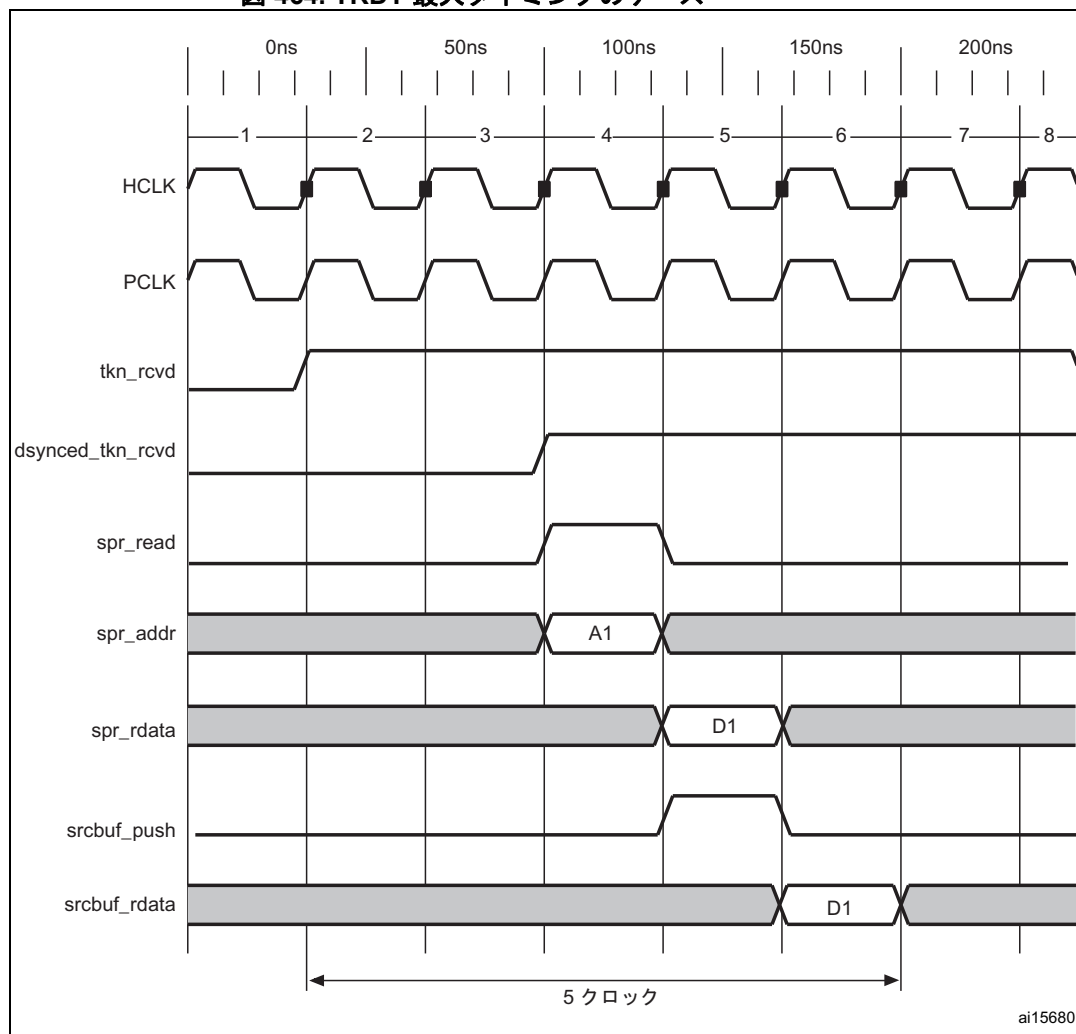 0ns 50ns 100ns 150ns 200ns
1 2 3 4 5 6 7 8
HCLK
PCLK
tkn_rcvd
dsynced_tkn_rcvd
spr_read
spr_addr A1
spr_rdata D1
srcbuf_push
srcbuf_rdata D1
5 クロック
ai15680